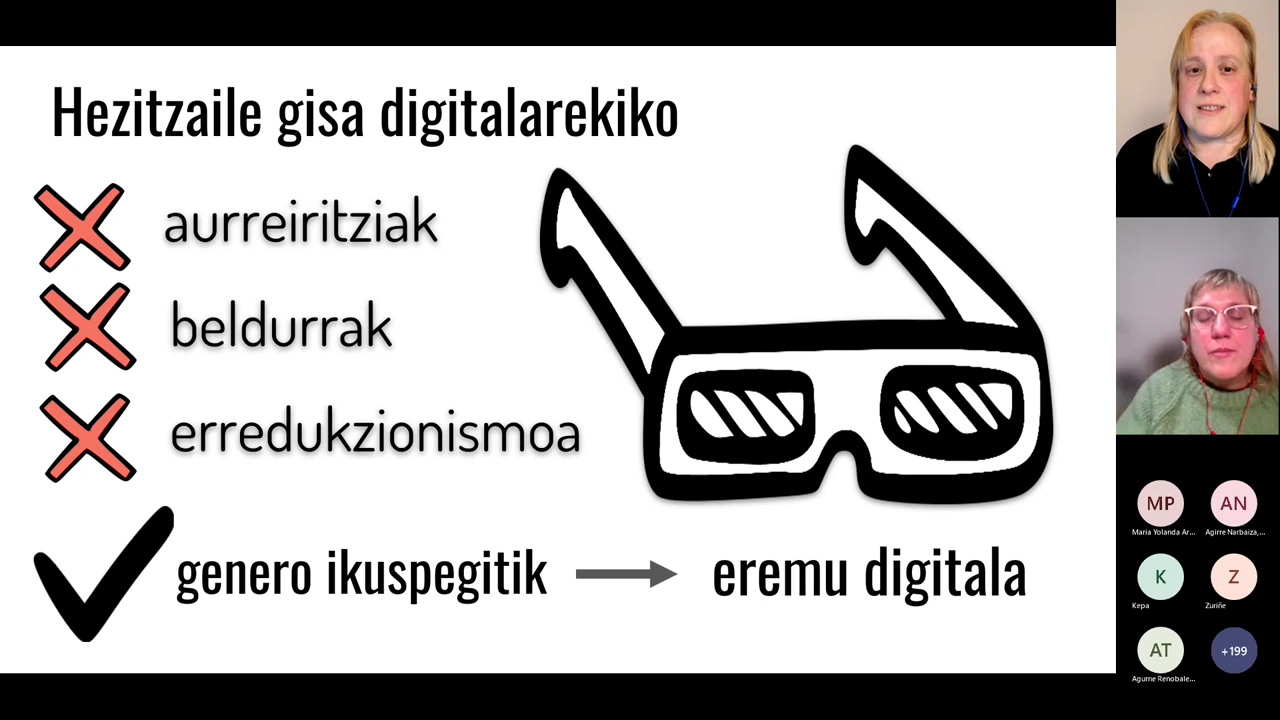 Hezitzaile gisa digitalarekiko
aurreiritziak
beldurrak
erredukzionismoa
genero ikuspegitik
eremu digitala
MP
AN
Maria Yolanda Ar...
Agirre Narbaiza,...
K
Z
Kepa
Zuriñe
AT
+199
Agurne Renobale...